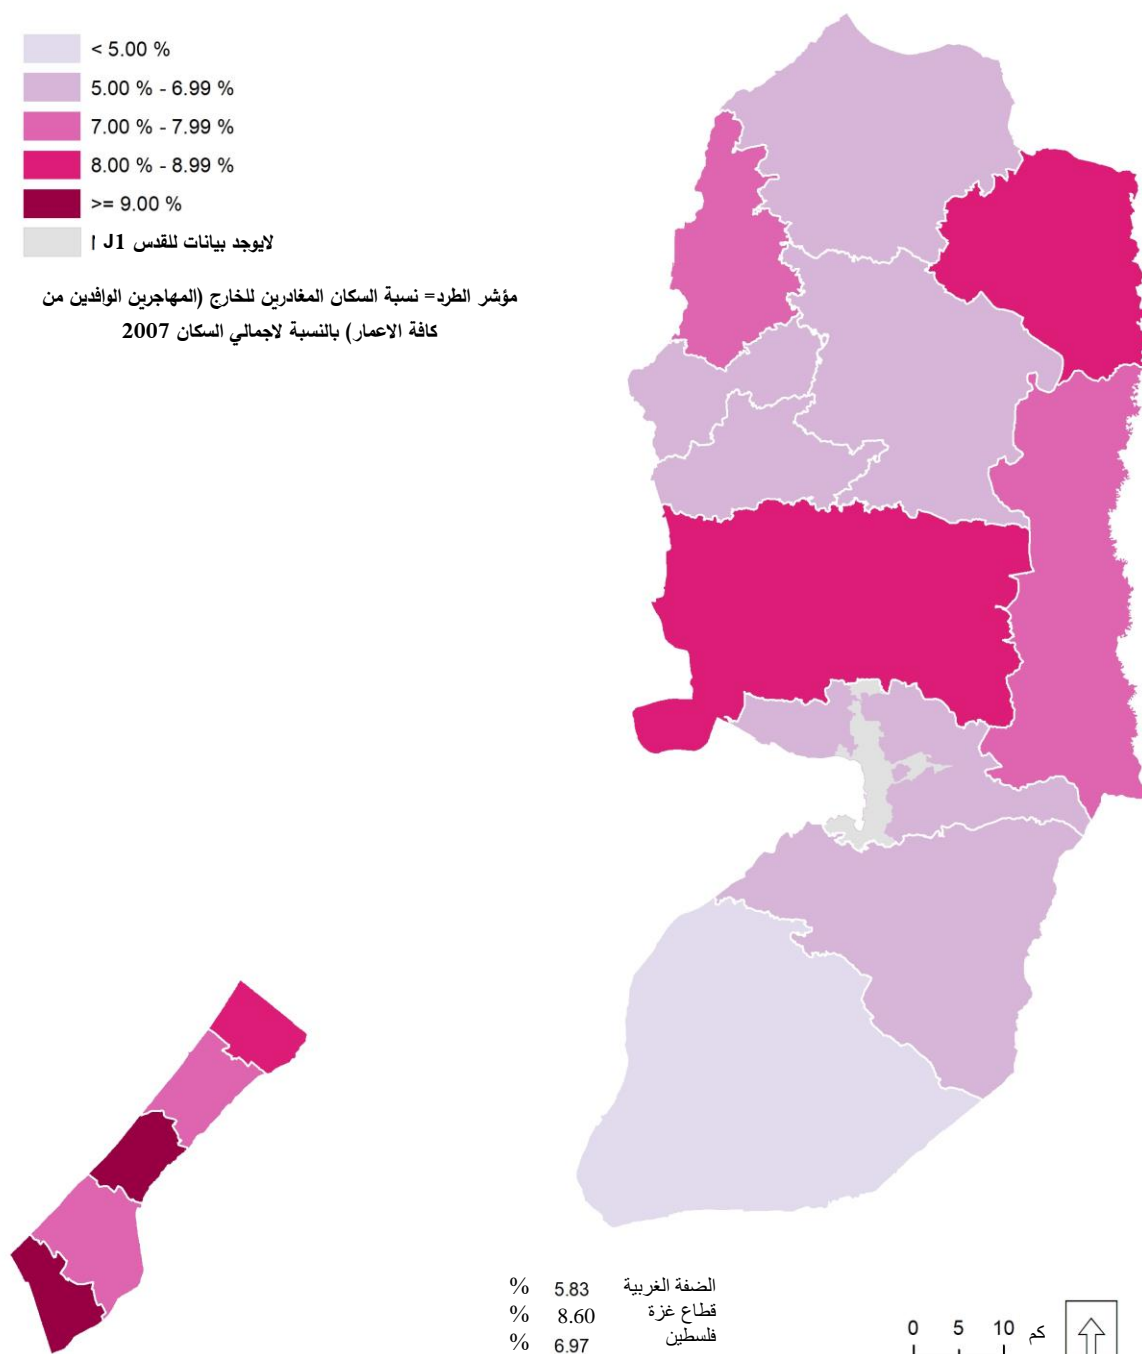 < 5.00 %
5.00 % - 6.99 %
7.00 % - 7.99 %
8.00 % - 8.99 %
>= 9.00 %
لايوجد بيانات للقدس J1 ا
مؤشر الطرد= نسبة السكان المغادرين للخارج (المهاجرين الوافدين من
كافة الاعمار) بالنسبة لاجمالي السكان 2007
الضفة الغربية 5.83 %
قطاع غزة 8.60 %
فلسطين 6.97 %
0 5 10 كم